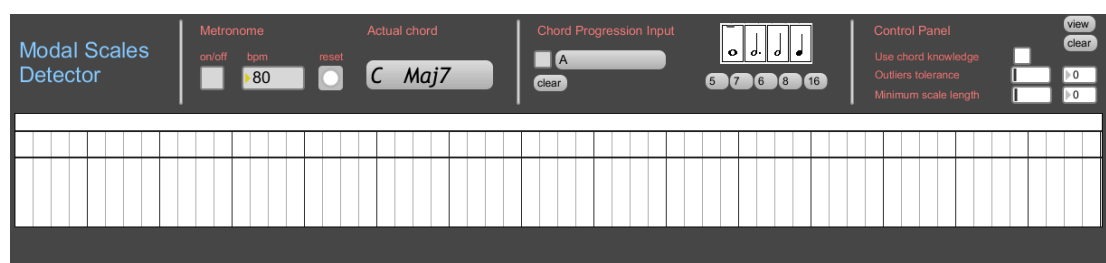 Modal Scales
Detector
Metronome
on/off
bpm
reset
80
Actual chord
C Maj7
Chord Progression Input
A
clear
5
7
6
8
16
Control Panel
view
clear
Use chord knowledge
Outliers tolerance
0
Minimum scale length
0